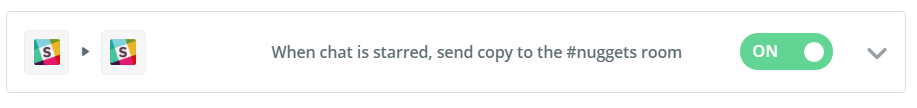 When chat is starred, send copy to the #nuggets room
ON